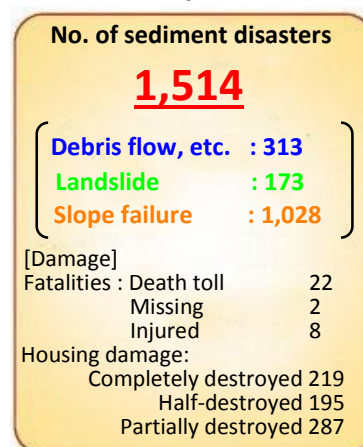 No. of sediment disasters
1,514
Debris flow, etc. : 313
Landslide : 173
Slope failure : 1,028
[Damage]
Fatalities : Death toll 22
Missing 2
Injured 8
Housing damage:
Completely destroyed 219
Half-destroyed 195
Partially destroyed 287